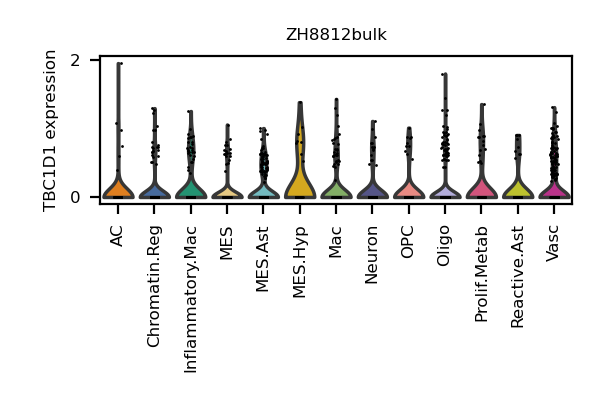 ZH8812bulk
TBC1D1 expression
2
0
AC
Chromatin.Reg
Inflammatory.Mac
MES
MES.Ast
MES.Hyp
Mac
Neuron
OPC
Oligo
Prolif.Metab
Reactive.Ast
Vasc